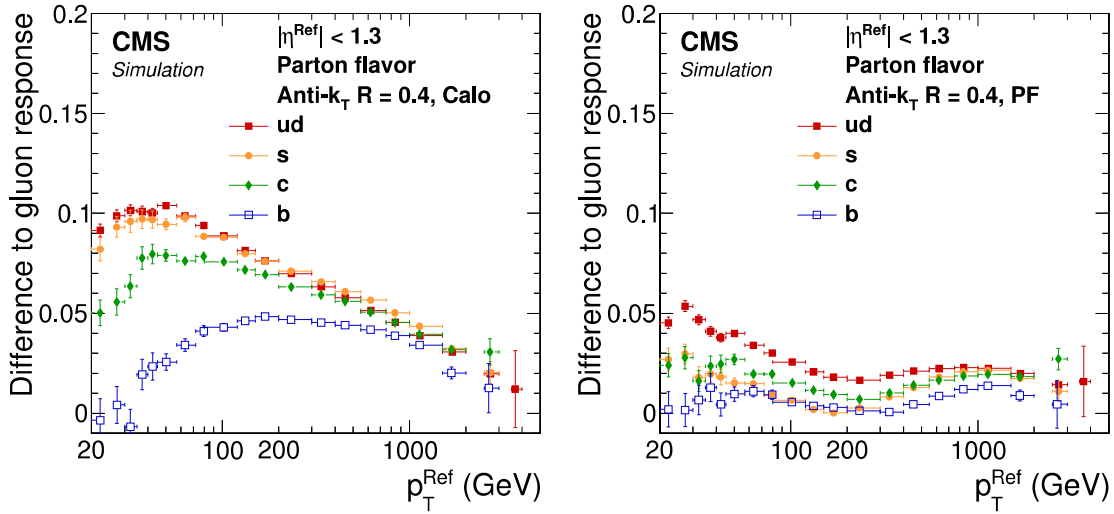 Difference to gluon response
0.2
0.15
0.1
0.05
0
CMS
Simulation
|η^Ref| < 1.3
Parton flavor
Anti-k_T R = 0.4, Calo
ud
s
c
b
20
100
200
1000
p_T^Ref (GeV)
Difference to gluon response
0.2
0.15
0.1
0.05
0
CMS
Simulation
|η^Ref| < 1.3
Parton flavor
Anti-k_T R = 0.4, PF
ud
s
c
b
20
100
200
1000
p_T^Ref (GeV)